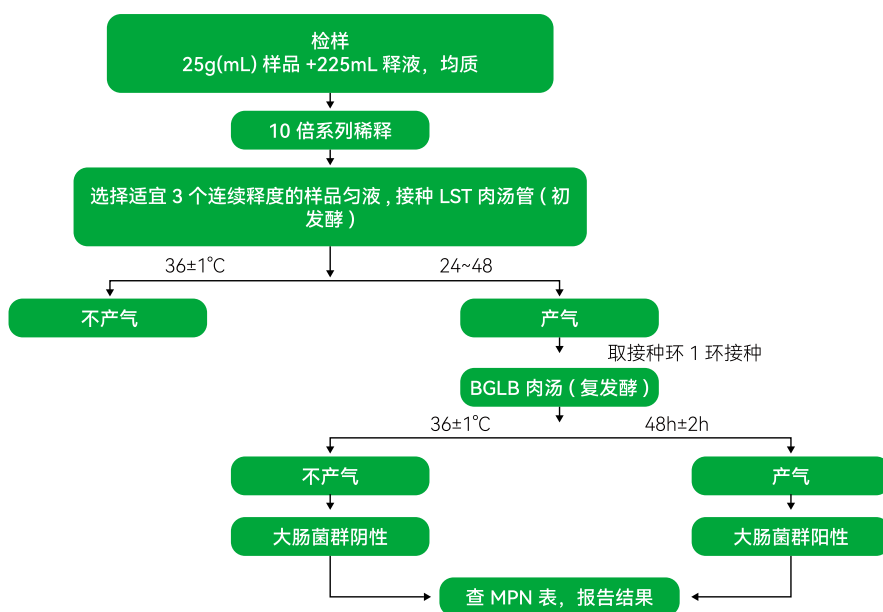 检样
25g(mL) 样品 +225mL 释液，均质
10 倍系列稀释
选择适宜 3 个连续释度的样品匀液 , 接种 LST 肉汤管 ( 初
发酵 )
36±1℃
24~48
不产气
产气
取接种环 1 环接种
BGLB 肉汤 ( 复发酵 )
36±1℃
48h±2h
不产气
产气
大肠菌群阴性
大肠菌群阳性
查 MPN 表，报告结果